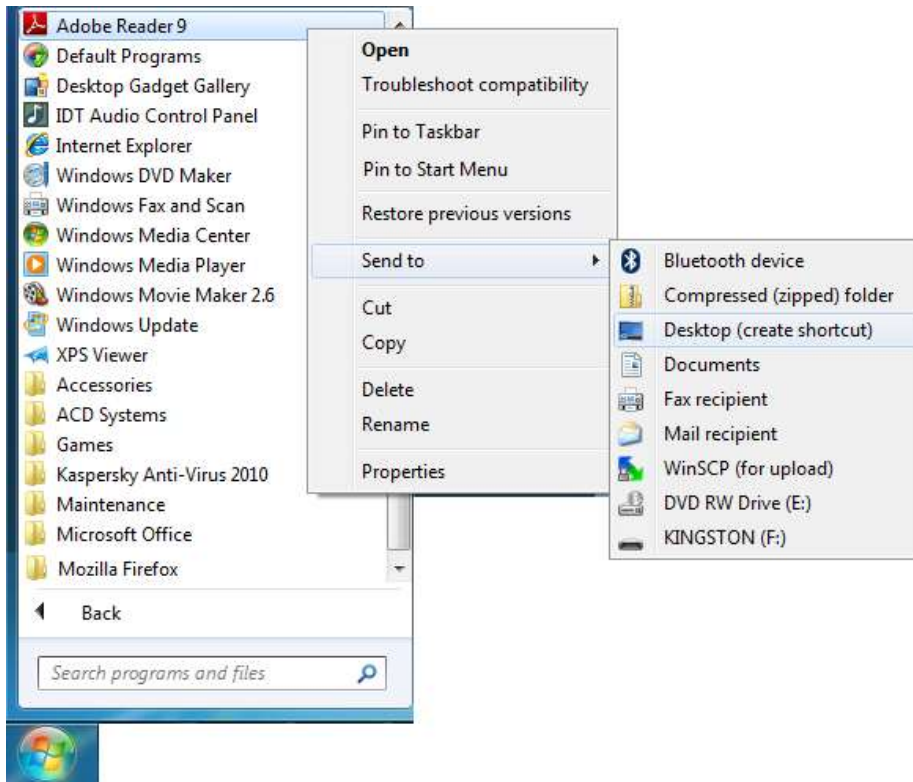 Adobe Reader 9
Default Programs
Desktop Gadget Gallery
IDT Audio Control Panel
Internet Explorer
Windows DVD Maker
Windows Fax and Scan
Windows Media Center
Windows Media Player
Windows Movie Maker 2.6
Windows Update
XPS Viewer
Accessories
ACD Systems
Games
Kaspersky Anti-Virus 2010
Maintenance
Microsoft Office
Mozilla Firefox
Back
Search programs and files
Open
Troubleshoot compatibility
Pin to Taskbar
Pin to Start Menu
Restore previous versions
Send to
Cut
Copy
Delete
Rename
Properties
Bluetooth device
Compressed (zipped) folder
Desktop (create shortcut)
Documents
Fax recipient
Mail recipient
WinSCP (for upload)
DVD RW Drive (E:)
KINGSTON (F:)